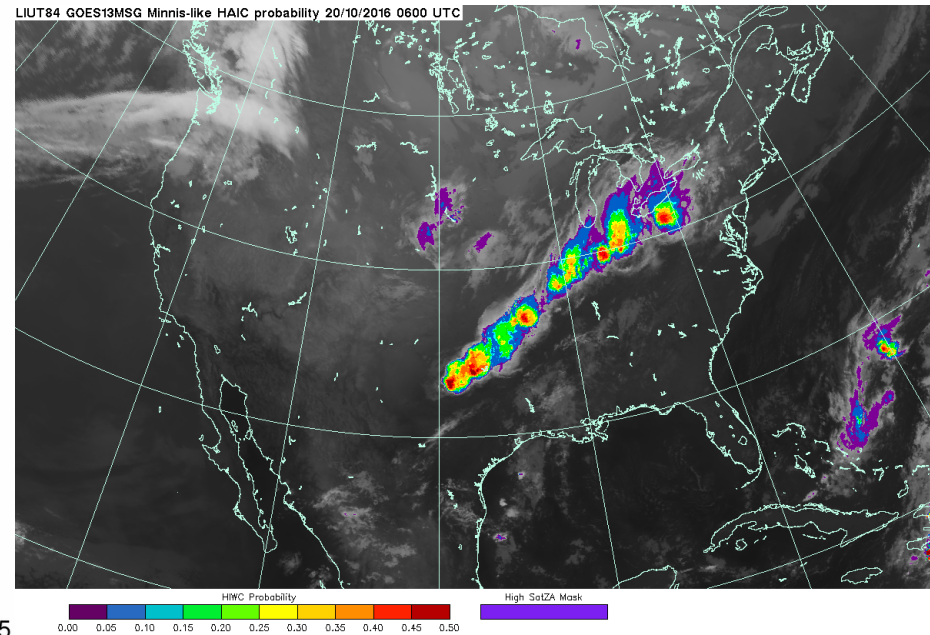 LIUT84 GOES13MSG Minnis-like HAIC probability 20/10/2016 0600 UTC
HIWC Probability
High SatZA Mask
0.00 0.05 0.10 0.15 0.20 0.25 0.30 0.35 0.40 0.45 0.50
5